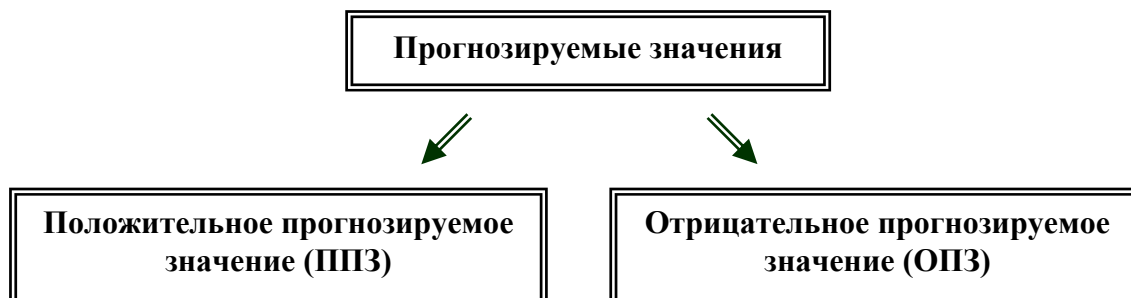 Прогнозируемые значения
Положительное прогнозируемое
значение (ППЗ)
Отрицательное прогнозируемое
значение (ОПЗ)